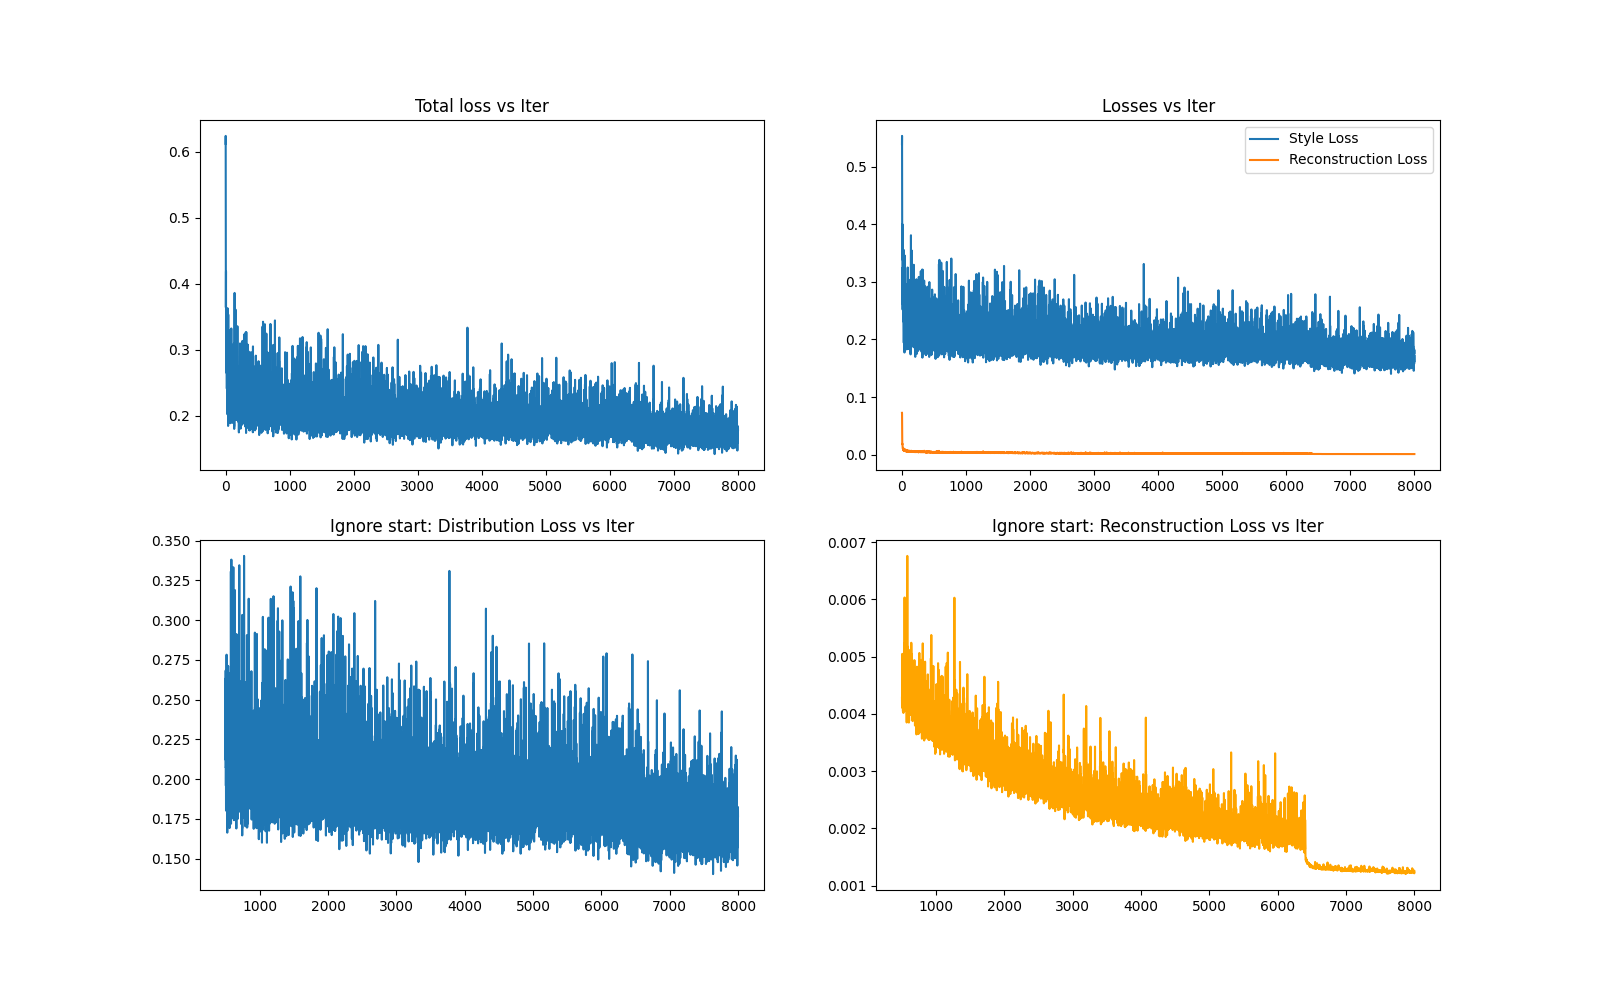 Total loss vs Iter
0.6
0.5
0.4
0.3
0.2
0 1000 2000 3000 4000 5000 6000 7000 8000
Losses vs Iter
Style Loss
Reconstruction Loss
0.5
0.4
0.3
0.2
0.1
0.0
0 1000 2000 3000 4000 5000 6000 7000 8000
Ignore start: Distribution Loss vs Iter
0.350
0.325
0.300
0.275
0.250
0.225
0.200
0.175
0.150
1000 2000 3000 4000 5000 6000 7000 8000
Ignore start: Reconstruction Loss vs Iter
0.007
0.006
0.005
0.004
0.003
0.002
0.001
1000 2000 3000 4000 5000 6000 7000 8000